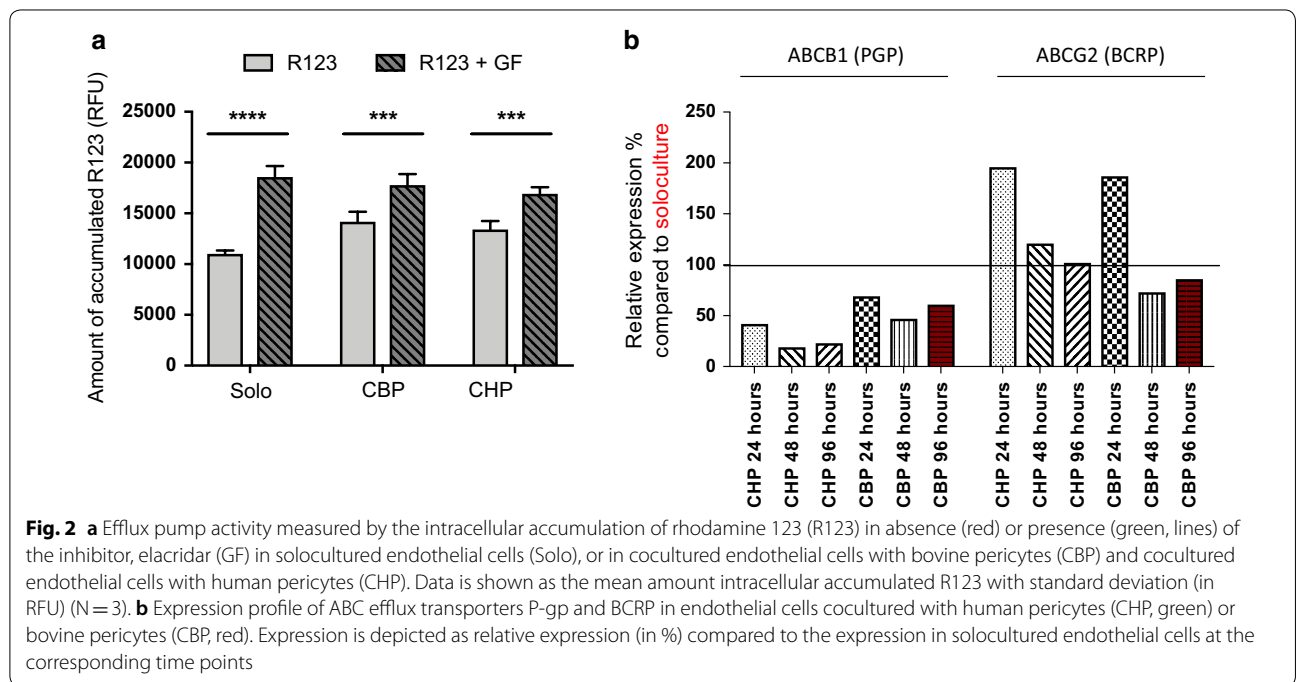 a
R123
R123 + GF
Amount of accumulated R123 (RFU)
25000
20000
15000
10000
5000
0
****
***
***
Solo
CBP
CHP
b
ABCB1 (PGP)
ABCG2 (BCRP)
Relative expression %
compared to soloculture
250
200
150
100
50
0
CHP 24 hours
CHP 48 hours
CHP 96 hours
CBP 24 hours
CBP 48 hours
CBP 96 hours
CHP 24 hours
CHP 48 hours
CHP 96 hours
CBP 24 hours
CBP 48 hours
CBP 96 hours
Fig. 2 a Efflux pump activity measured by the intracellular accumulation of rhodamine 123 (R123) in absence (red) or presence (green, lines) of
the inhibitor, elacridar (GF) in solocultured endothelial cells (Solo), or in cocultured endothelial cells with bovine pericytes (CBP) and cocultured
endothelial cells with human pericytes (CHP). Data is shown as the mean amount intracellular accumulated R123 with standard deviation (in
RFU) (N = 3). b Expression profile of ABC efflux transporters P-gp and BCRP in endothelial cells cocultured with human pericytes (CHP, green) or
bovine pericytes (CBP, red). Expression is depicted as relative expression (in %) compared to the expression in solocultured endothelial cells at the
corresponding time points